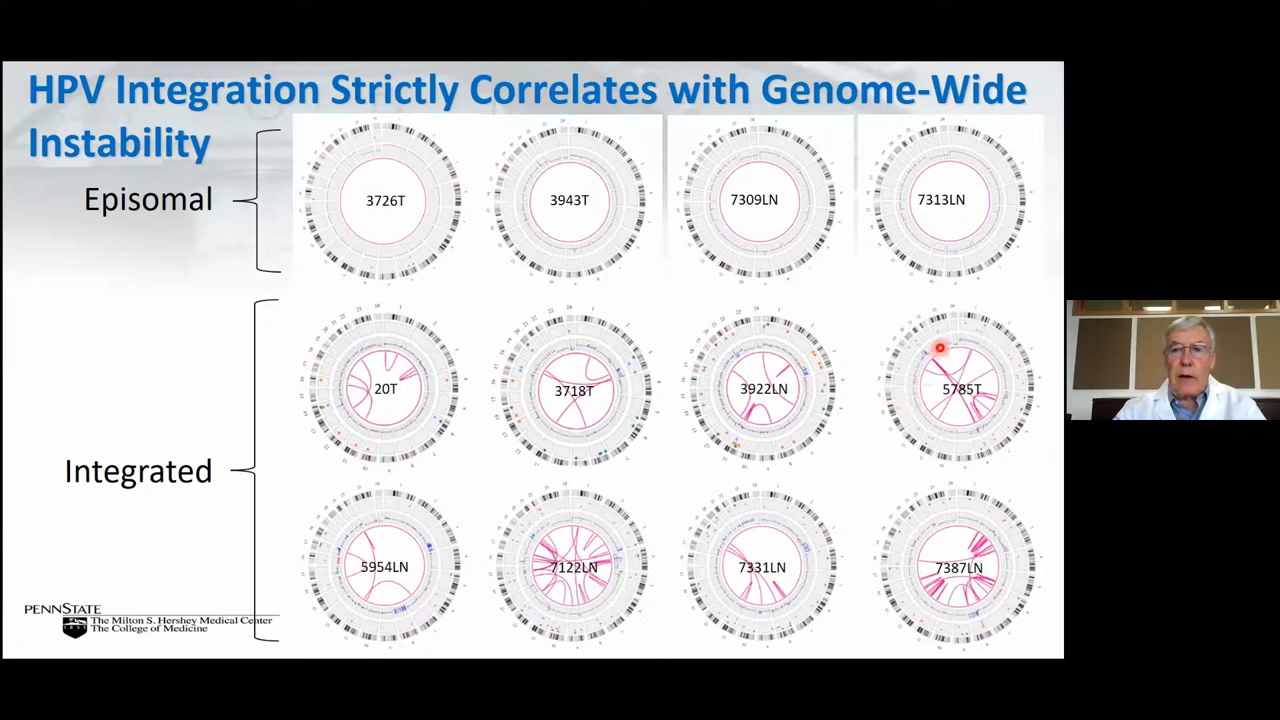 HPV Integration Strictly Correlates with Genome-Wide
Instability
Episomal
3726T
3943T
7309LN
7313LN
Integrated
20T
3718T
3922LN
5785T
5954LN
7122LN
7331LN
7387LN
PENNSTATE
The Milton S. Hershey Medical Center
The College of Medicine